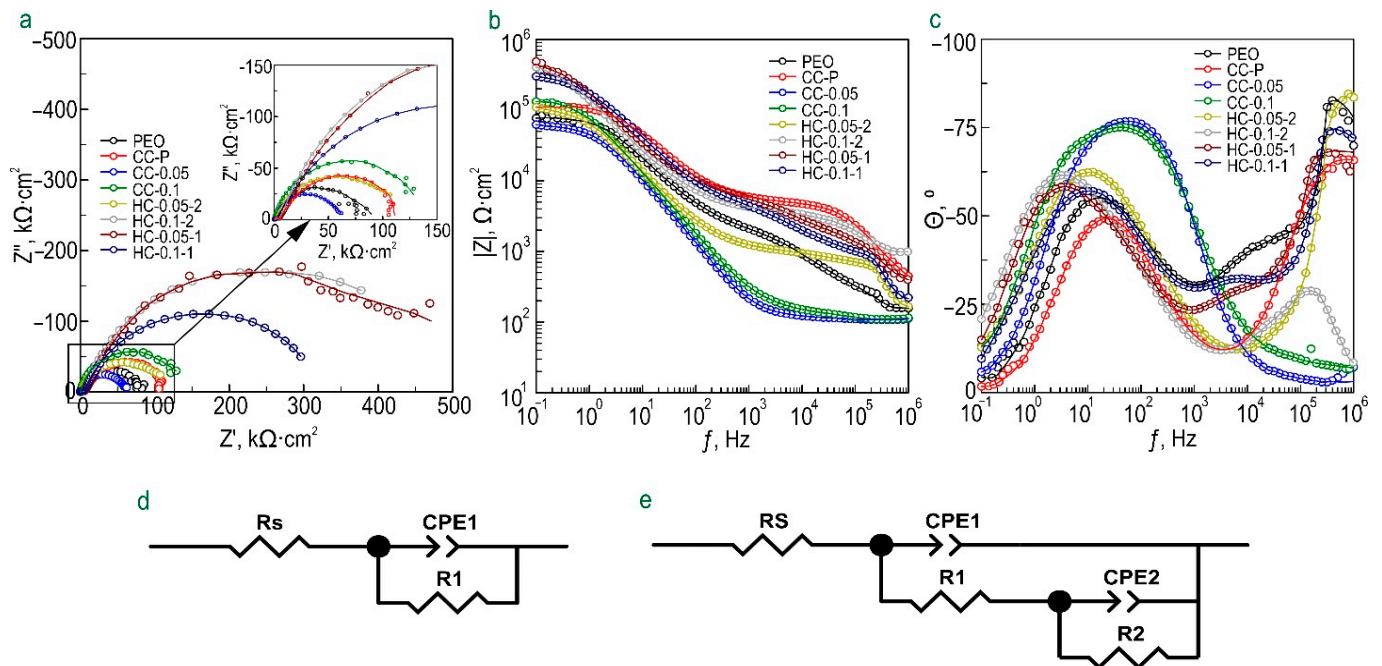 a
-500
-400
-300
-200
-100
0
Z″, kΩ·cm²
0
100
200
300
400
500
Z′, kΩ·cm²
PEO
CC-P
CC-0.05
CC-0.1
HC-0.05-2
HC-0.1-2
HC-0.05-1
HC-0.1-1
-150
-100
-50
0
Z″, kΩ·cm²
0
25
50
75
100
150
Z′, kΩ·cm²
b
10⁶
10⁵
10⁴
10³
10²
10¹
|Z|, Ω·cm²
10⁻¹
10⁰
10¹
10²
10³
10⁴
10⁵
10⁶
f, Hz
PEO
CC-P
CC-0.05
CC-0.1
HC-0.05-2
HC-0.1-2
HC-0.05-1
HC-0.1-1
c
-100
-75
-50
-25
0
Θ, °
10⁻¹
10⁰
10¹
10²
10³
10⁴
10⁵
10⁶
f, Hz
PEO
CC-P
CC-0.05
CC-0.1
HC-0.05-2
HC-0.1-2
HC-0.05-1
HC-0.1-1
d
Rs
CPE1
R1
e
RS
CPE1
R1
CPE2
R2